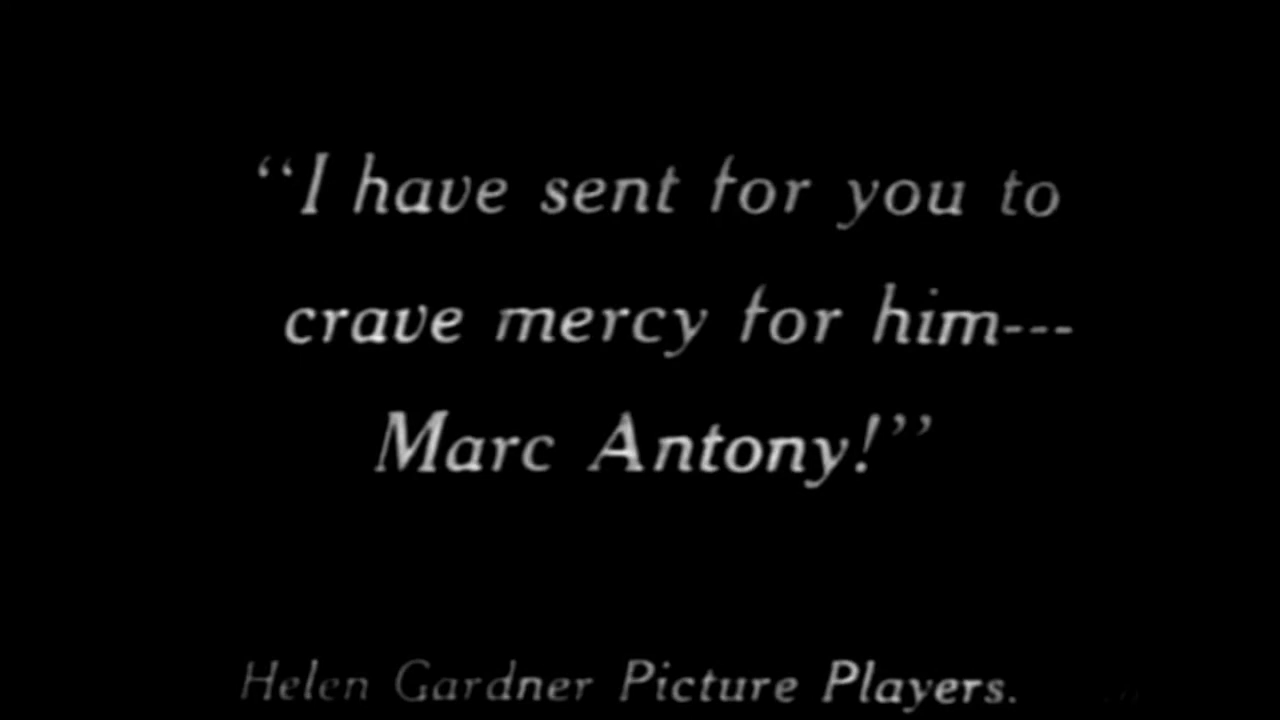 “I have sent for you to
crave mercy for him---
Marc Antony!”
Helen Gardner Picture Players.